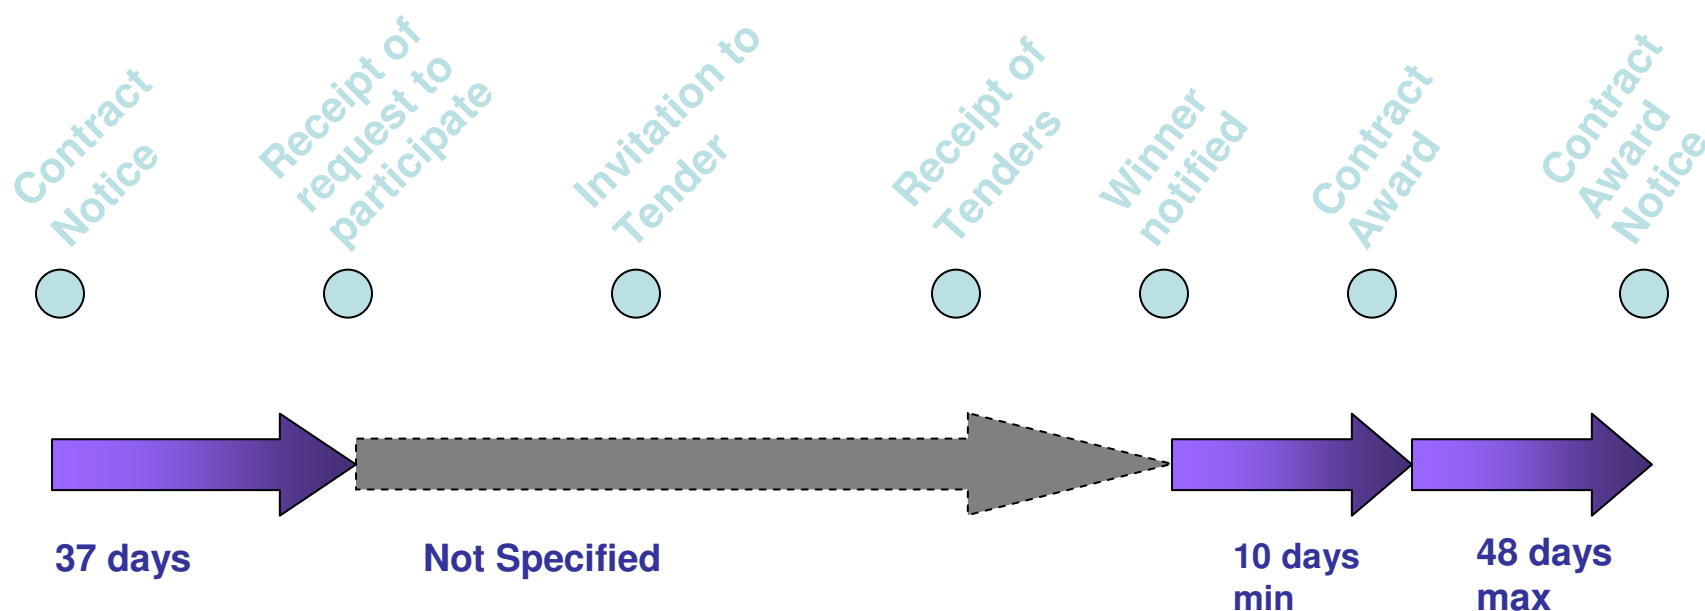 Contract
Notice
Receipt of
request to
participate
Invitation to
Tender
Receipt of
Tenders
Winner
notified
Contract
Award
Contract
Award
Notice
37 days
Not Specified
10 days
min
48 days
max